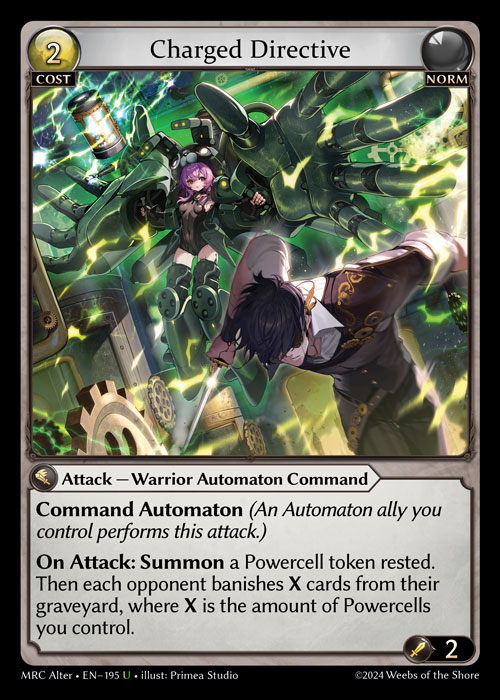 2
Charged Directive
COST
NORM
Attack — Warrior Automaton Command
Command Automaton (An Automaton ally you
control performs this attack.)
On Attack: Summon a Powercell token rested.
Then each opponent banishes X cards from their
graveyard, where X is the amount of Powercells
you control.
2
MRC Alter • EN–195 U • illust: Primea Studio
©2024 Weebs of the Shore